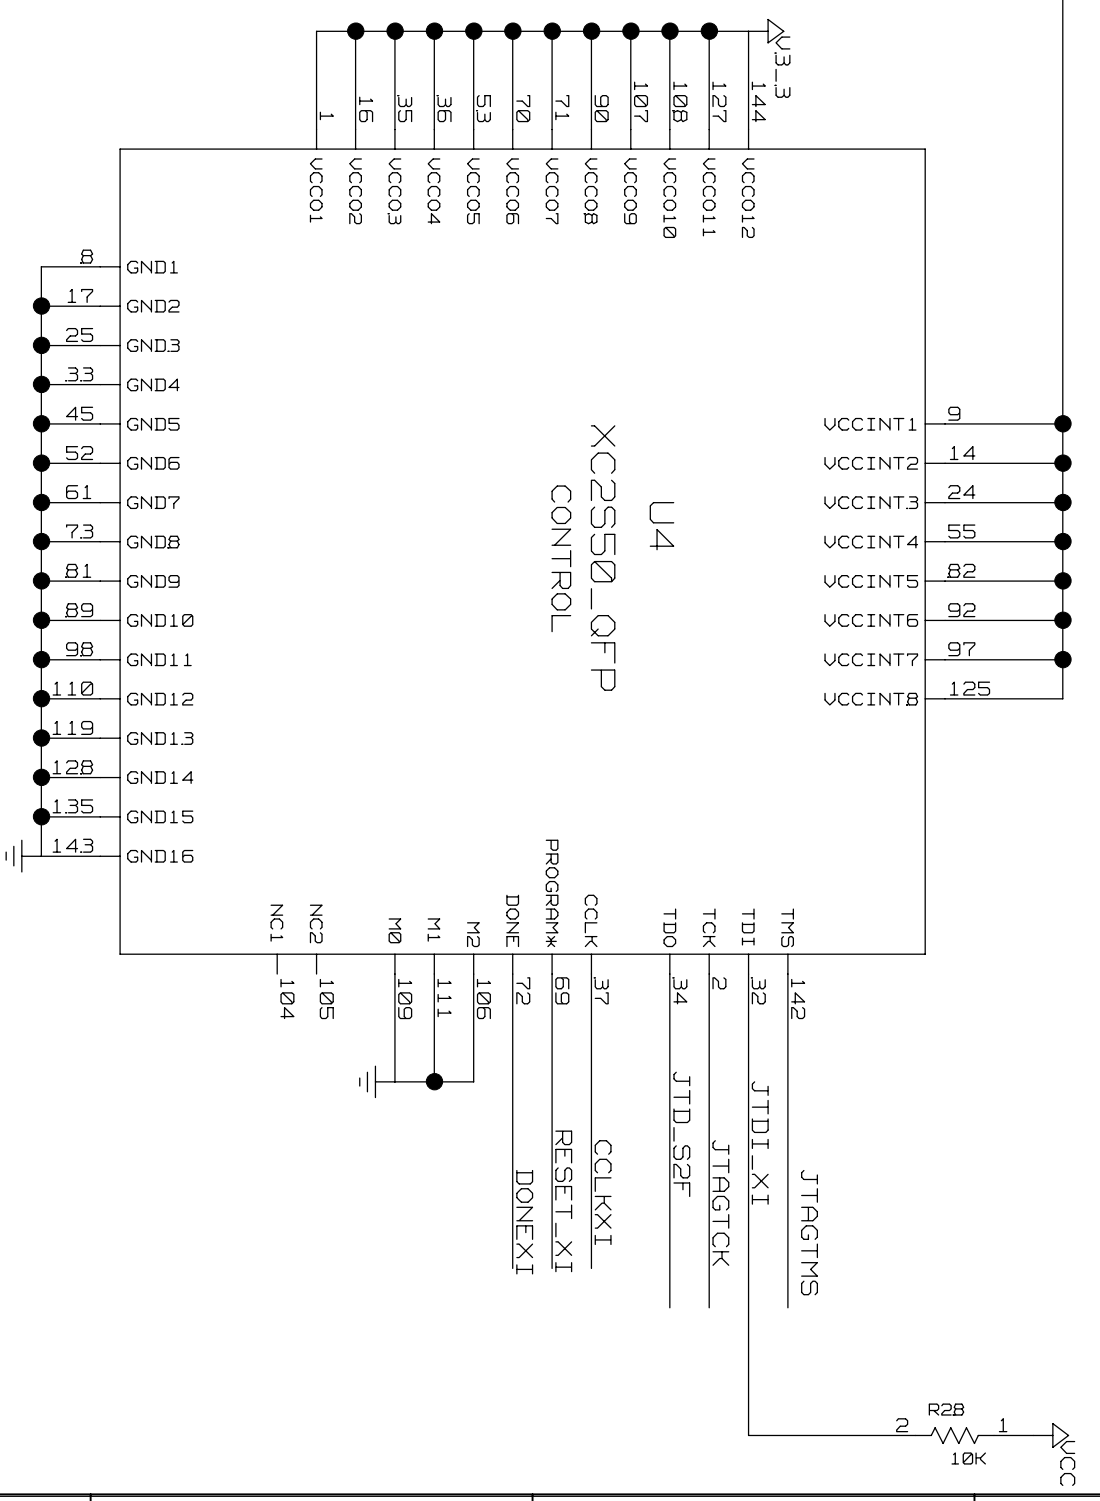 V3_3
1
16
35
36
53
70
71
90
107
108
127
144
VCCO1
VCCO2
VCCO3
VCCO4
VCCO5
VCCO6
VCCO7
VCCO8
VCCO9
VCCO10
VCCO11
VCCO12
8 GND1
17 GND2
25 GND3
33 GND4
45 GND5
52 GND6
61 GND7
73 GND8
81 GND9
89 GND10
98 GND11
110 GND12
119 GND13
128 GND14
135 GND15
143 GND16
U4
XC2S50_QFP
CONTROL
VCCINT1 9
VCCINT2 14
VCCINT3 24
VCCINT4 55
VCCINT5 82
VCCINT6 92
VCCINT7 97
VCCINT8 125
NC1
NC2
M0
M1
M2
DONE
PROGRAM*
CCLK
TDO
TCK
TDI
TMS
104
105
109
111
106
72
69
37
34
2
32
142
DONEXI
RESET_XI
CCLKXI
JTD_S2F
JTAGTCK
JTDI_XI
JTAGTMS
R28
2 1
10K
VCC